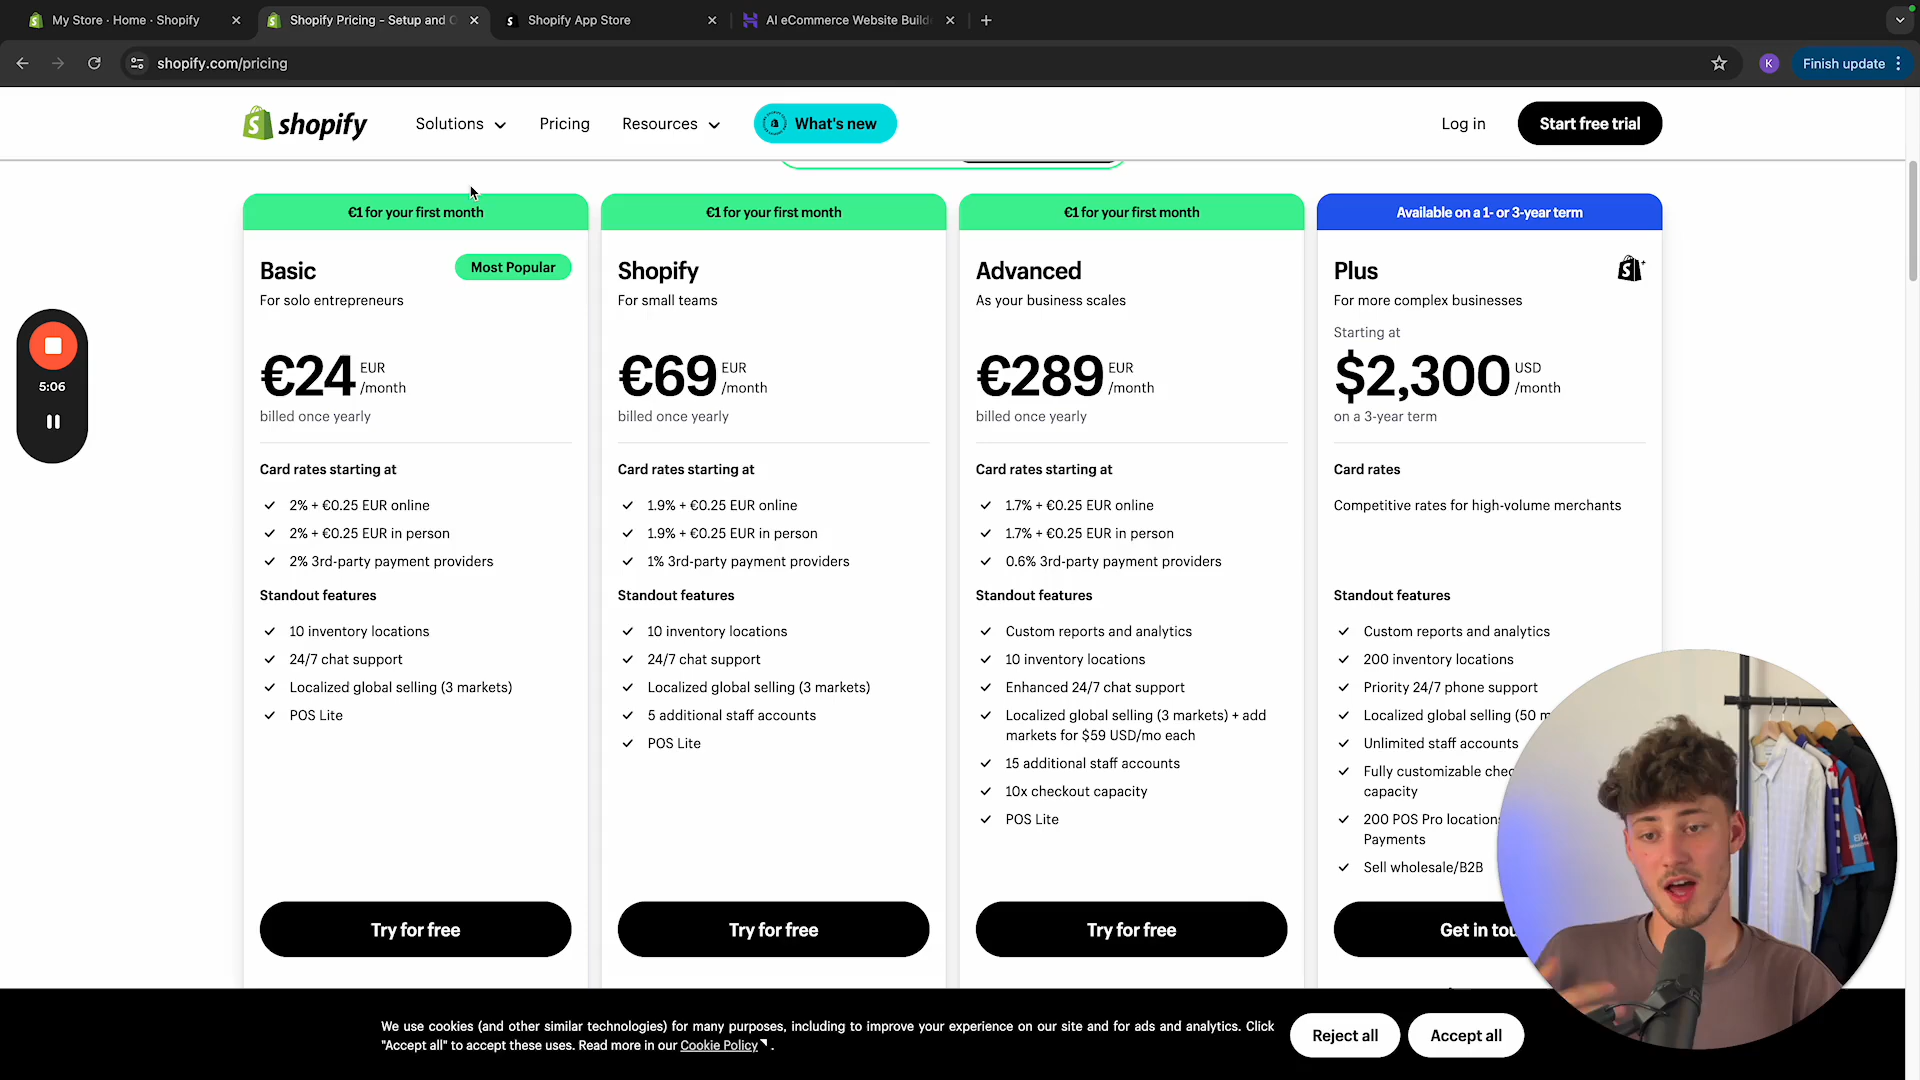 My Store · Home · Shopify
Shopify Pricing - Setup and O
Shopify App Store
AI eCommerce Website Build
shopify.com/pricing
K
Finish update
shopify
Solutions
Pricing
Resources
What's new
Log in
Start free trial
5:06
€1 for your first month
Basic
Most Popular
For solo entrepreneurs
€24 EUR
/month
billed once yearly
Card rates starting at
2% + €0.25 EUR online
2% + €0.25 EUR in person
2% 3rd-party payment providers
Standout features
10 inventory locations
24/7 chat support
Localized global selling (3 markets)
POS Lite
Try for free
€1 for your first month
Shopify
For small teams
€69 EUR
/month
billed once yearly
Card rates starting at
1.9% + €0.25 EUR online
1.9% + €0.25 EUR in person
1% 3rd-party payment providers
Standout features
10 inventory locations
24/7 chat support
Localized global selling (3 markets)
5 additional staff accounts
POS Lite
Try for free
€1 for your first month
Advanced
As your business scales
€289 EUR
/month
billed once yearly
Card rates starting at
1.7% + €0.25 EUR online
1.7% + €0.25 EUR in person
0.6% 3rd-party payment providers
Standout features
Custom reports and analytics
10 inventory locations
Enhanced 24/7 chat support
Localized global selling (3 markets) + add
markets for $59 USD/mo each
15 additional staff accounts
10x checkout capacity
POS Lite
Try for free
Available on a 1- or 3-year term
Plus
For more complex businesses
Starting at
$2,300 USD
/month
on a 3-year term
Card rates
Competitive rates for high-volume merchants
Standout features
Custom reports and analytics
200 inventory locations
Priority 24/7 phone support
Localized global selling (50 m
Unlimited staff accounts
Fully customizable chec
capacity
200 POS Pro locations
Payments
Sell wholesale/B2B
Get in tou
We use cookies (and other similar technologies) for many purposes, including to improve your experience on our site and for ads and analytics. Click
"Accept all" to accept these uses. Read more in our Cookie Policy.
Reject all
Accept all